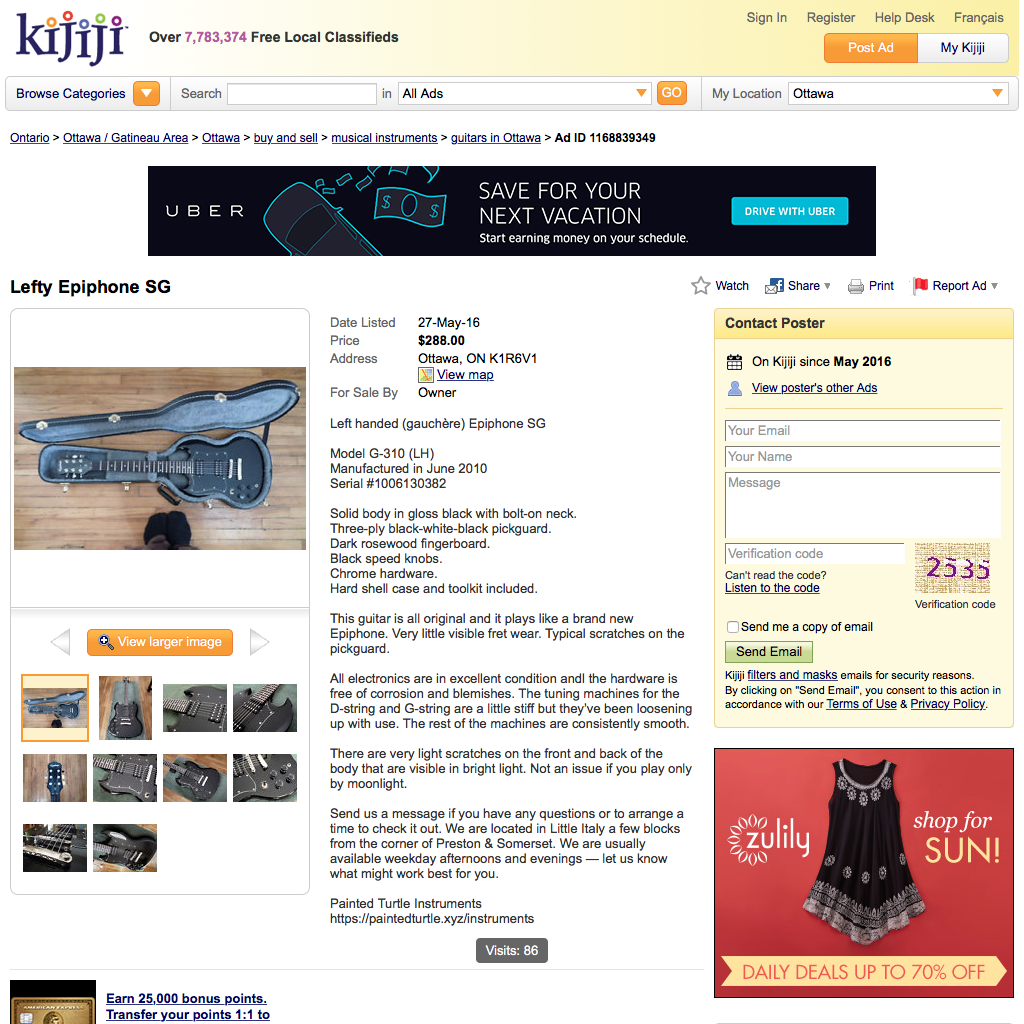 kijiji
Over 7,783,374 Free Local Classifieds
Sign In Register Help Desk Français
Post Ad My Kijiji
Browse Categories Search in All Ads GO My Location Ottawa
Ontario > Ottawa / Gatineau Area > Ottawa > buy and sell > musical instruments > guitars in Ottawa > Ad ID 1168839349
UBER
SAVE FOR YOUR
NEXT VACATION
Start earning money on your schedule.
DRIVE WITH UBER
Lefty Epiphone SG
Watch Share Print Report Ad
View larger image
Date Listed 27-May-16
Price $288.00
Address Ottawa, ON K1R6V1
View map
For Sale By Owner
Left handed (gauchère) Epiphone SG
Model G-310 (LH)
Manufactured in June 2010
Serial #1006130382
Solid body in gloss black with bolt-on neck.
Three-ply black-white-black pickguard.
Dark rosewood fingerboard.
Black speed knobs.
Chrome hardware.
Hard shell case and toolkit included.
This guitar is all original and it plays like a brand new
Epiphone. Very little visible fret wear. Typical scratches on the
pickguard.
All electronics are in excellent condition andl the hardware is
free of corrosion and blemishes. The tuning machines for the
D-string and G-string are a little stiff but they've been loosening
up with use. The rest of the machines are consistently smooth.
There are very light scratches on the front and back of the
body that are visible in bright light. Not an issue if you play only
by moonlight.
Send us a message if you have any questions or to arrange a
time to check it out. We are located in Little Italy a few blocks
from the corner of Preston & Somerset. We are usually
available weekday afternoons and evenings — let us know
what might work best for you.
Painted Turtle Instruments
https://paintedturtle.xyz/instruments
Visits: 86
Contact Poster
On Kijiji since May 2016
View poster's other Ads
Your Email
Your Name
Message
Verification code
2535
Can't read the code?
Listen to the code
Verification code
Send me a copy of email
Send Email
Kijiji filters and masks emails for security reasons.
By clicking on "Send Email", you consent to this action in
accordance with our Terms of Use & Privacy Policy.
zulily
shop for
SUN!
DAILY DEALS UP TO 70% OFF
AMERICAN EXPRESS
Earn 25,000 bonus points.
Transfer your points 1:1 to